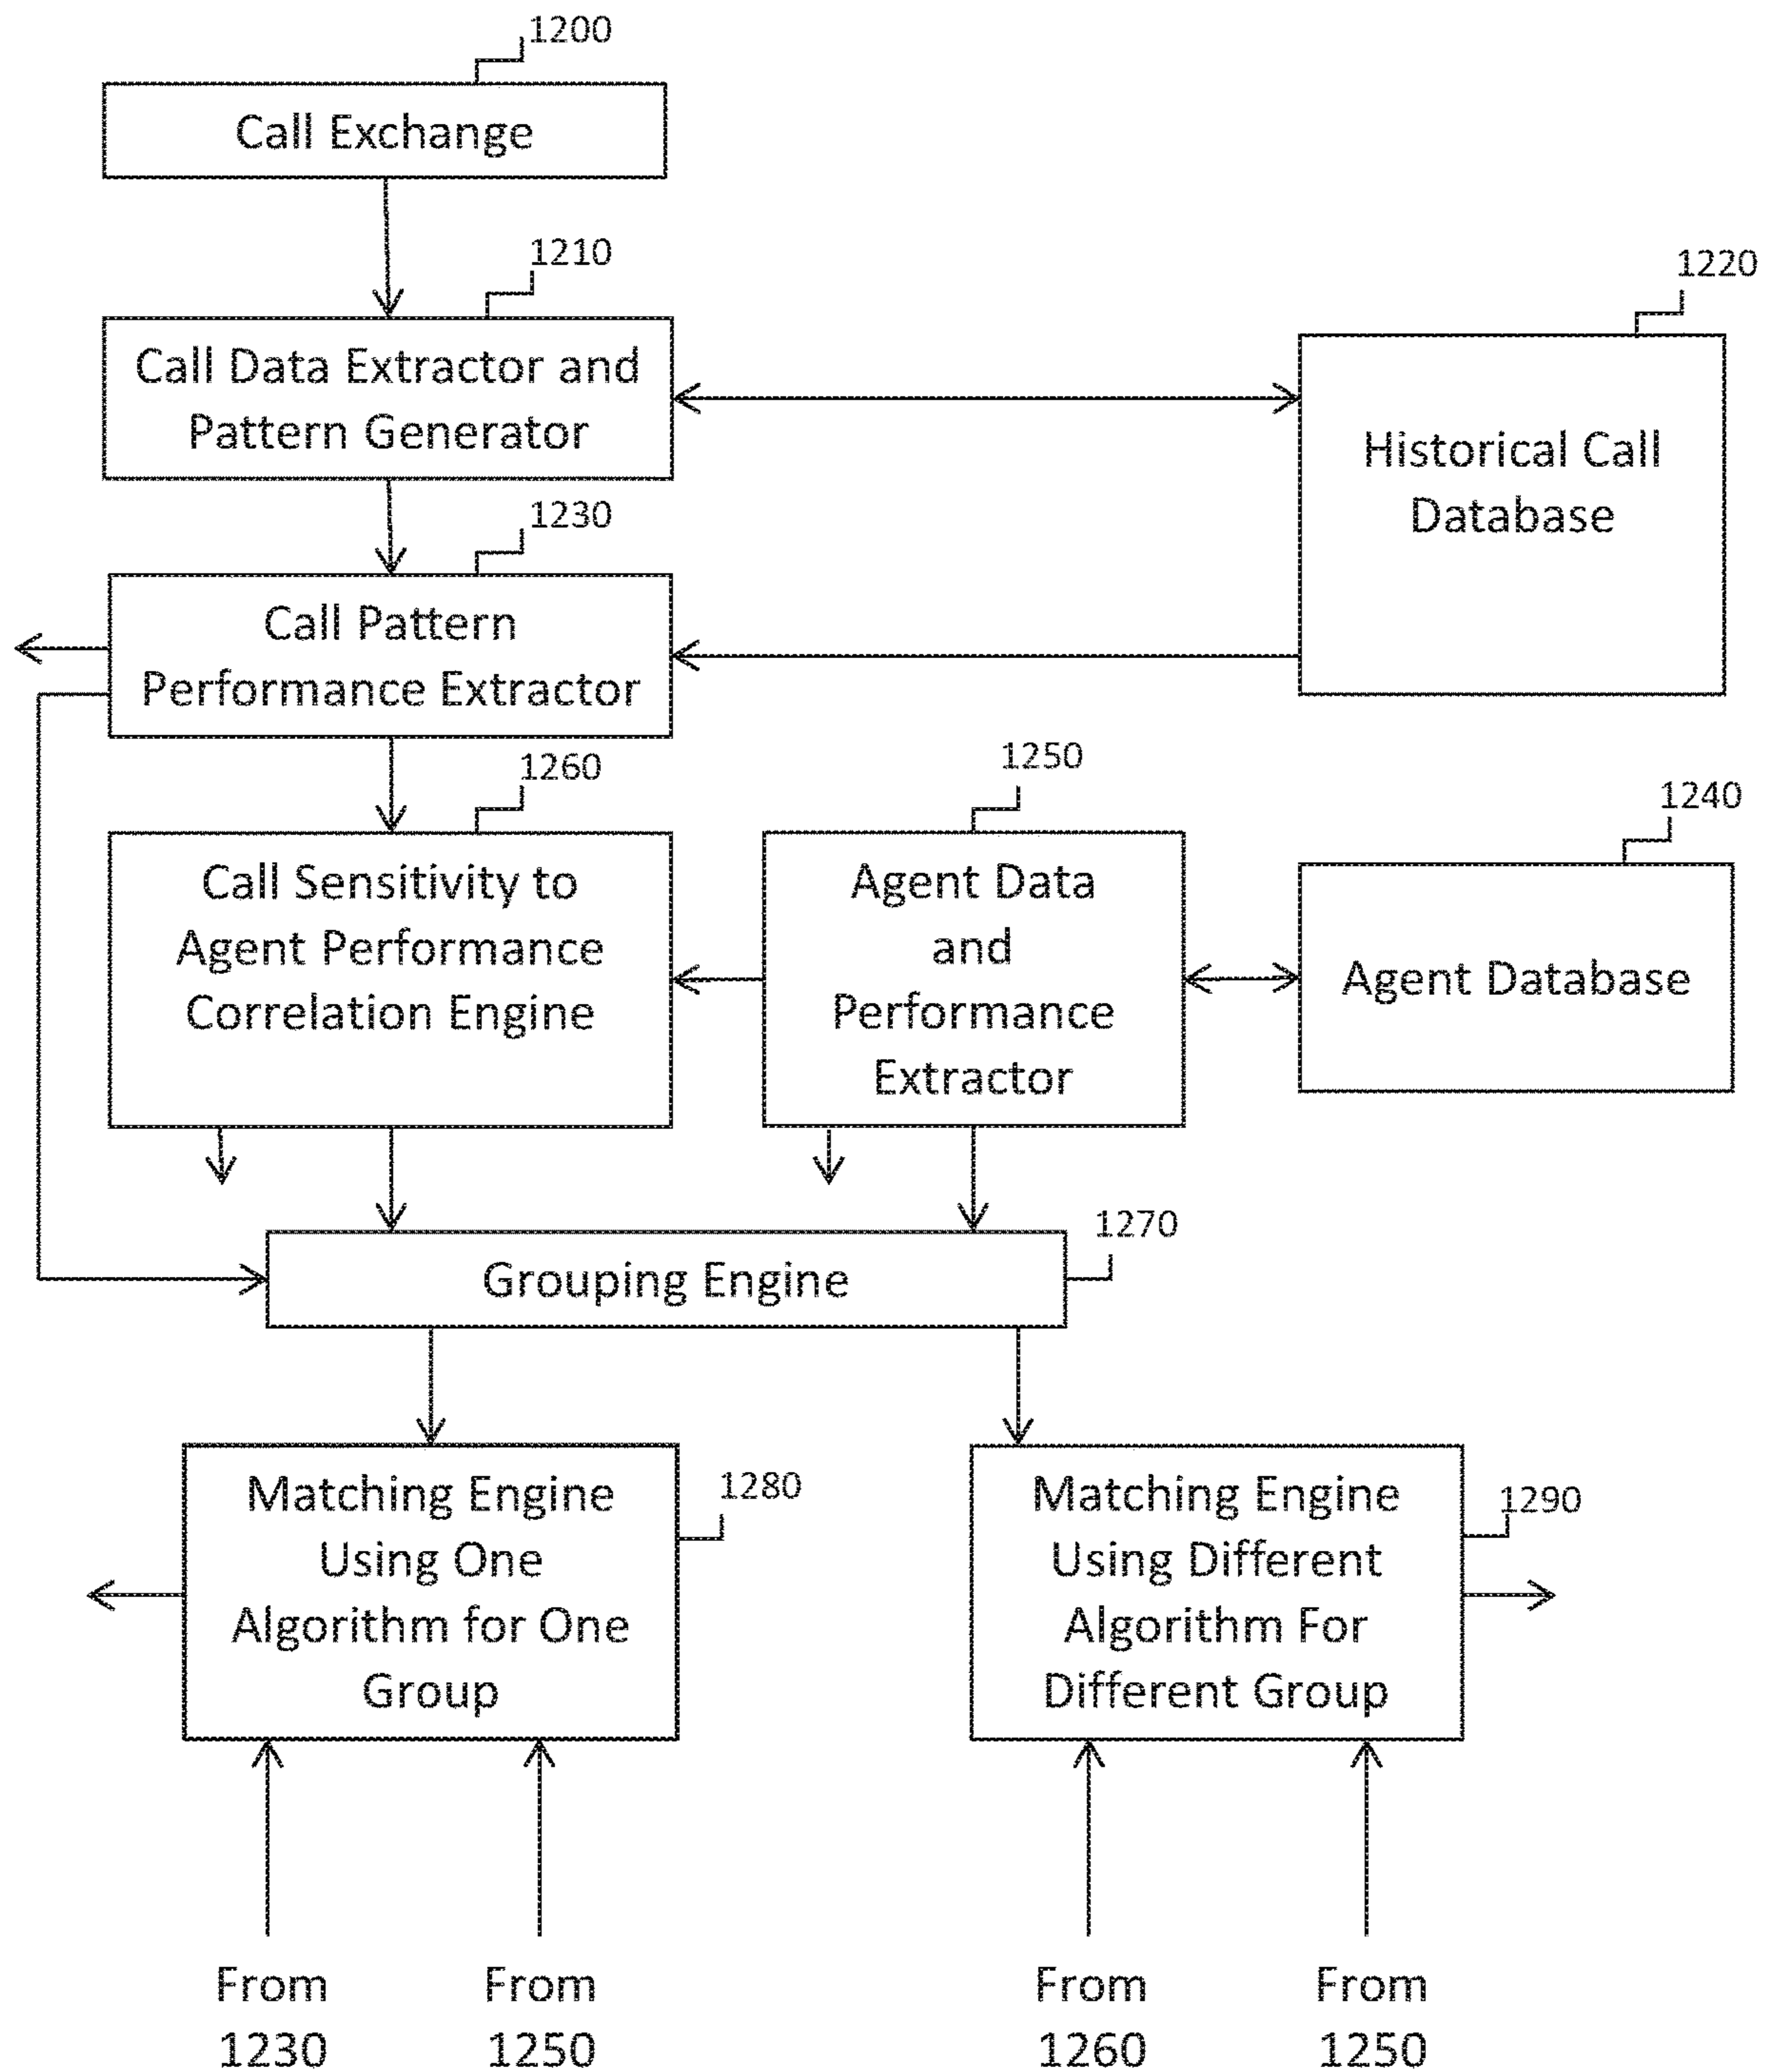 1200
Call Exchange
1210
1220
Call Data Extractor and
Pattern Generator
Historical Call
Database
1230
Call Pattern
Performance Extractor
1260
1250
1240
Call Sensitivity to
Agent Performance
Correlation Engine
Agent Data
and
Performance
Extractor
Agent Database
1270
Grouping Engine
1280
1290
Matching Engine
Using One
Algorithm for One
Group
Matching Engine
Using Different
Algorithm For
Different Group
From
1230
From
1250
From
1260
From
1250